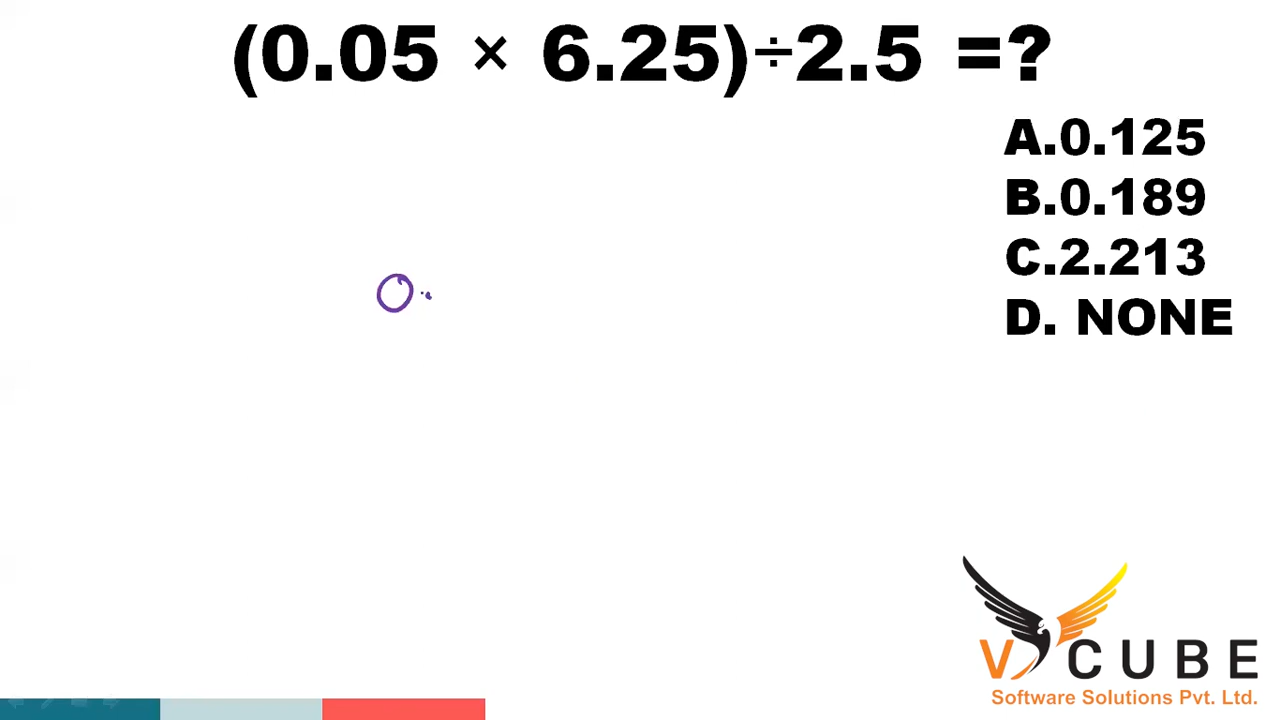 (0.05 × 6.25)÷2.5 =?
A.0.125
B.0.189
C.2.213
D. NONE
0.
V CUBE
Software Solutions Pvt. Ltd.